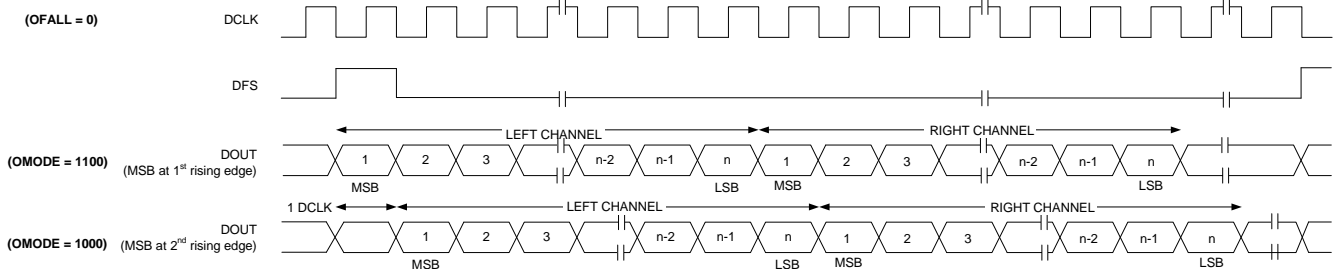 (OFALL = 0) DCLK
DFS
LEFT CHANNEL RIGHT CHANNEL
(OMODE = 1100) DOUT 1 2 3 n-2 n-1 n 1 2 3 n-2 n-1 n
(MSB at 1st rising edge)
MSB LSB MSB LSB
1 DCLK LEFT CHANNEL RIGHT CHANNEL
(OMODE = 1000) DOUT 1 2 3 n-2 n-1 n 1 2 3 n-2 n-1 n
(MSB at 2nd rising edge)
MSB LSB MSB LSB